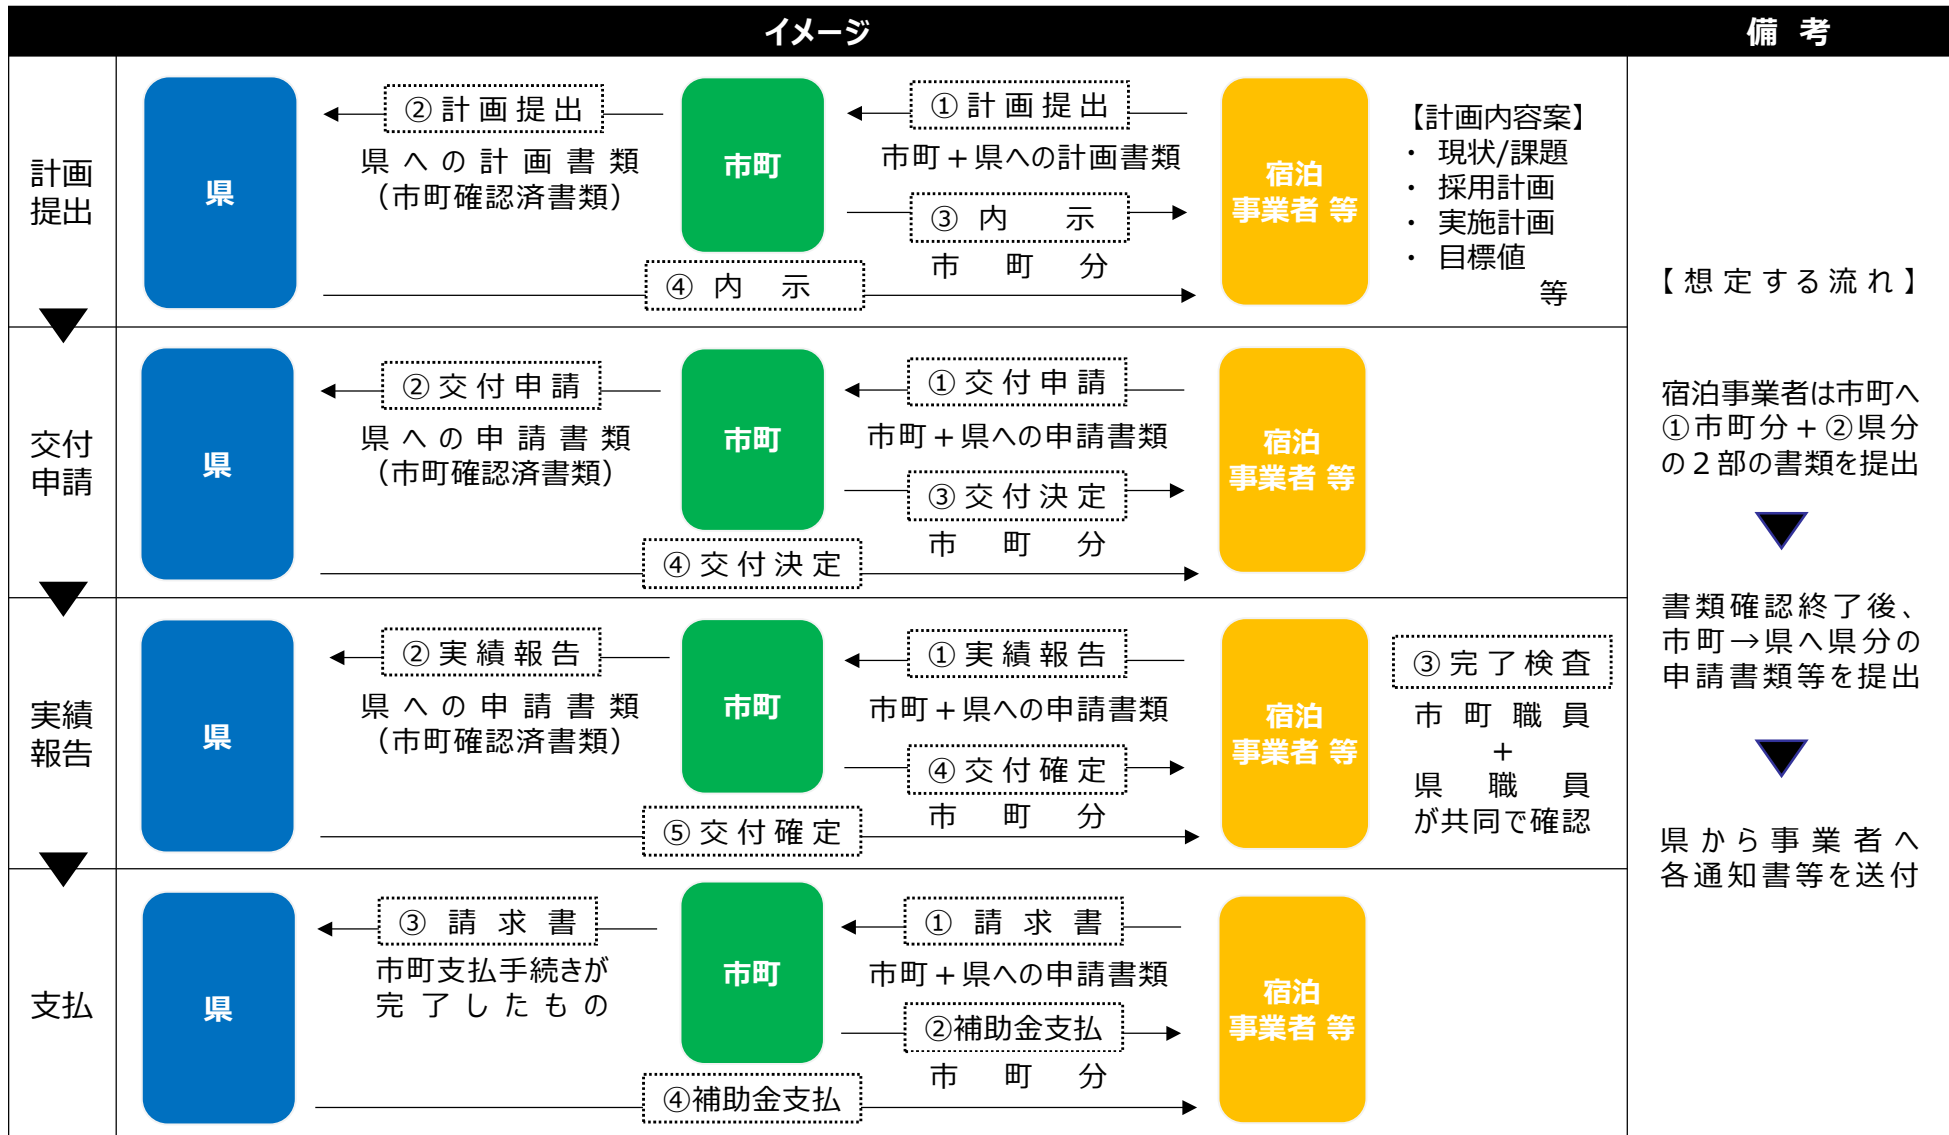 イメージ
備考
計画
提出
県
② 計画提出
県への計画書類
（市町確認済書類）
市町
① 計画提出
市町＋県への計画書類
③ 内示
市町分
④ 内示
宿泊
事業者 等
【計画内容案】
・ 現状/課題
・ 採用計画
・ 実施計画
・ 目標値
等
交付
申請
県
② 交付申請
県への申請書類
（市町確認済書類）
市町
① 交付申請
市町＋県への申請書類
③ 交付決定
市町分
④ 交付決定
宿泊
事業者 等
実績
報告
県
② 実績報告
県への申請書類
（市町確認済書類）
市町
① 実績報告
市町＋県への申請書類
④ 交付確定
市町分
⑤ 交付確定
宿泊
事業者 等
③ 完了検査
市町職員
＋
県職員
が共同で確認
支払
県
③ 請求書
市町支払手続きが
完了したもの
市町
① 請求書
市町＋県への申請書類
②補助金支払
市町分
④補助金支払
宿泊
事業者 等
【想定する流れ】
宿泊事業者は市町へ
①市町分＋②県分
の２部の書類を提出
書類確認終了後、
市町→県へ県分の
申請書類等を提出
県から事業者へ
各通知書等を送付